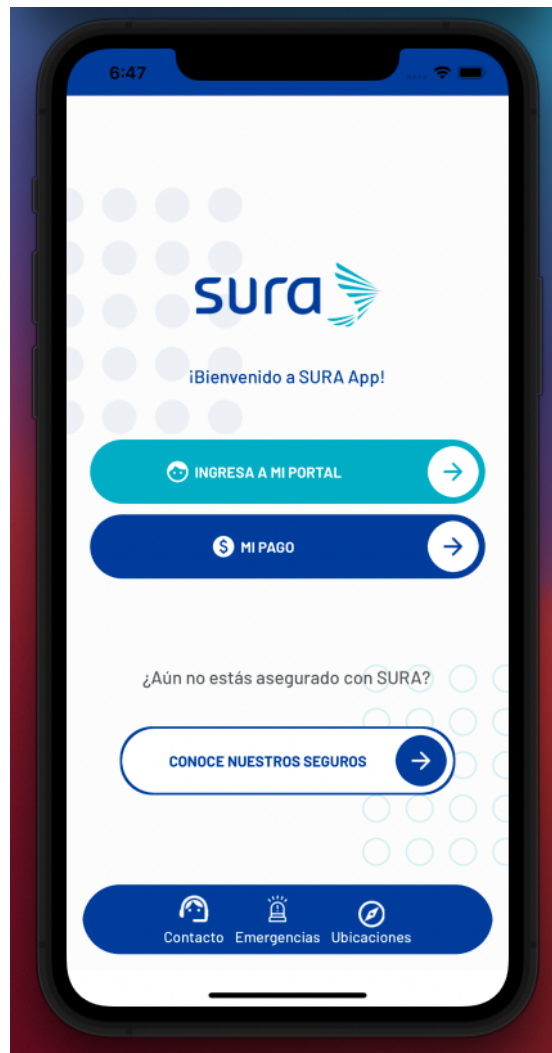 6:47
sura
¡Bienvenido a SURA App!
INGRESA A MI PORTAL
$ MI PAGO
¿Aún no estás asegurado con SURA?
CONOCE NUESTROS SEGUROS
Contacto Emergencias Ubicaciones